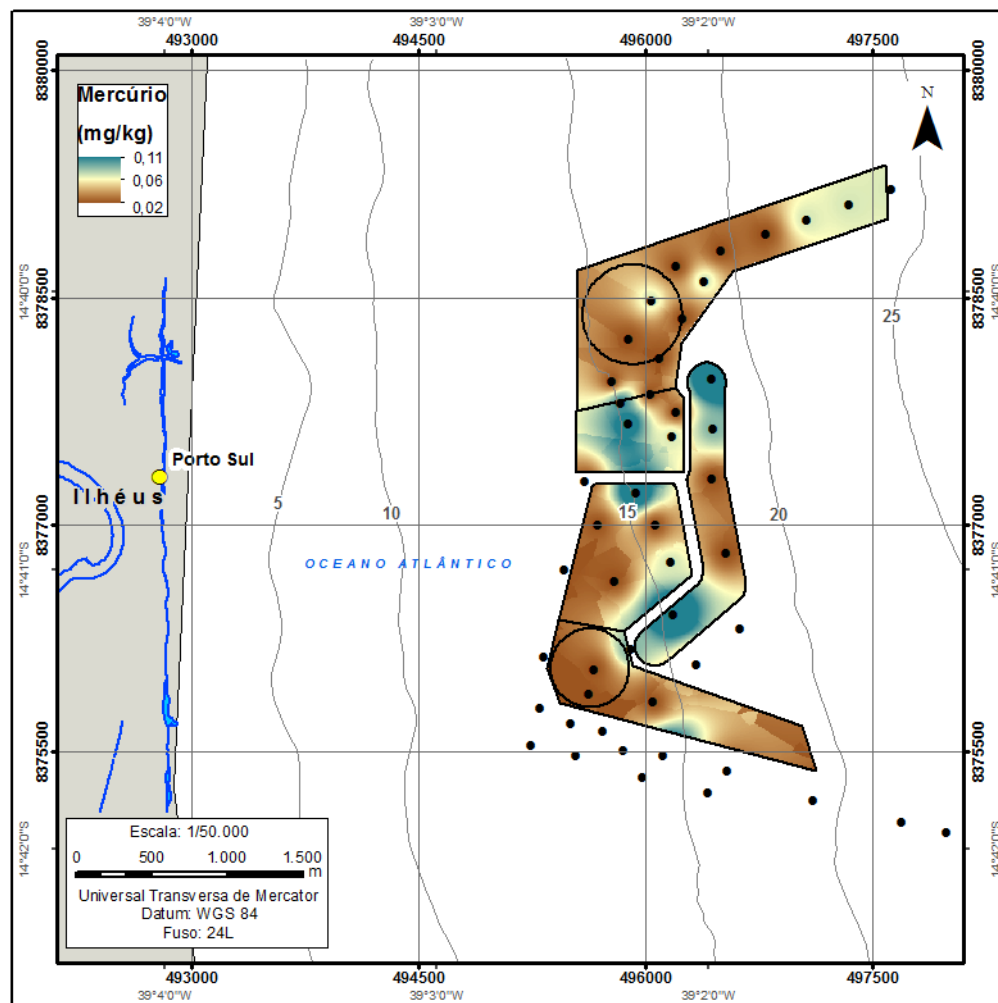 39°4'0"W 39°3'0"W 39°2'0"W
493000 494500 496000 497500
8380000 8380000
Mercúrio
(mg/kg)
0,11
0,06
0,02
N
14°40'0"S 14°40'0"S
8378500 8378500
25
Porto Sul
Ilhéus
5 10 15 20
8377000 8377000
OCEANO ATLÂNTICO
14°41'0"S 14°41'0"S
8375500 8375500
Escala: 1/50.000
0 500 1.000 1.500
m
Universal Transversa de Mercator
Datum: WGS 84
Fuso: 24L
14°42'0"S 14°42'0"S
493000 494500 496000 497500
39°4'0"W 39°3'0"W 39°2'0"W